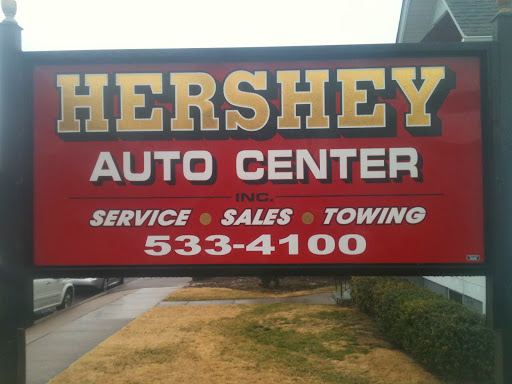 HERSHEY
AUTO CENTER
INC.
SERVICE • SALES • TOWING
533-4100